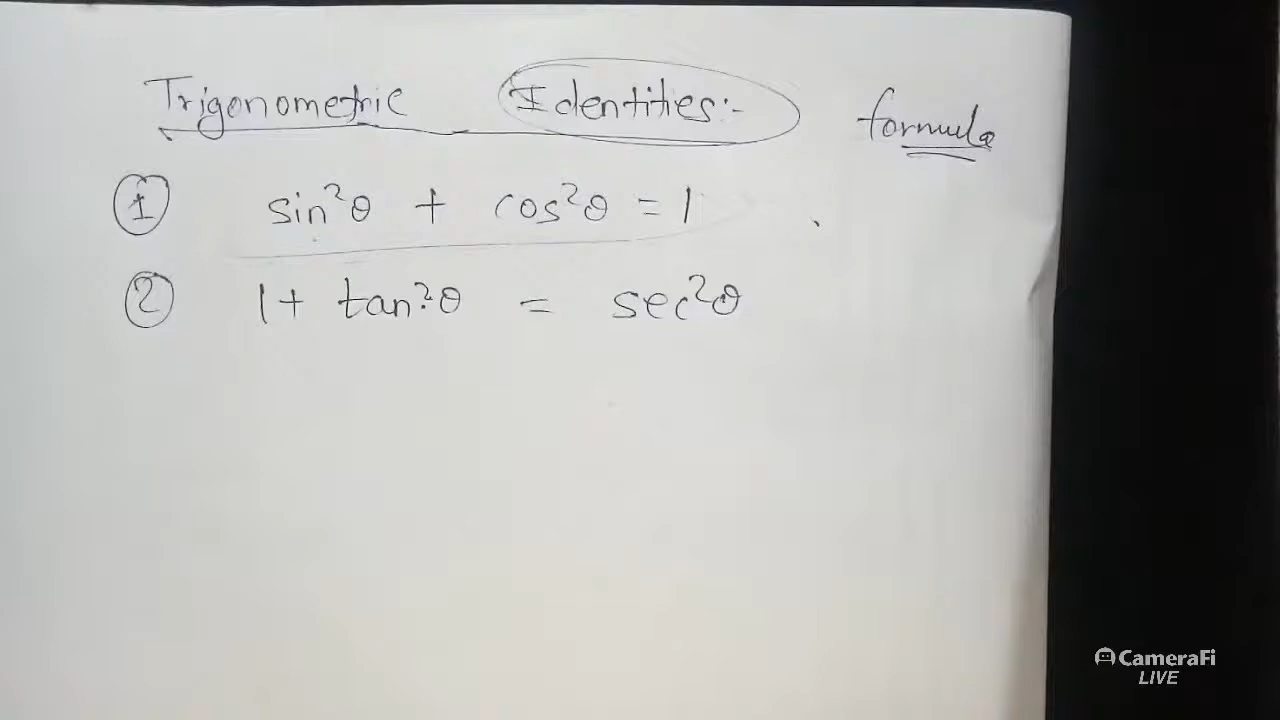 Trigonometric Identities:- formula
① sin²θ + cos²θ = 1
② 1 + tan²θ = sec²θ
CameraFi
LIVE